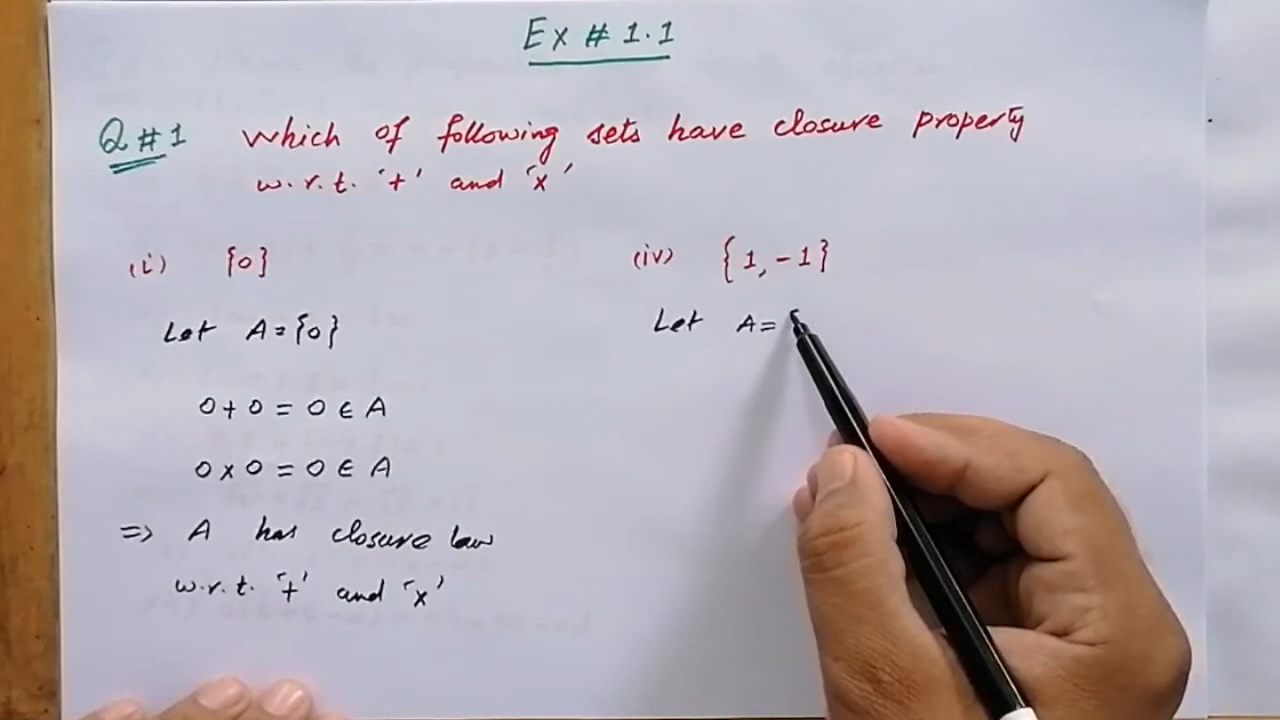 Ex # 1.1
Q # 1 Which of following sets have closure property
w.r.t. '+' and 'x'
(i) {0}
Let A = {0}
0 + 0 = 0 ∈ A
0 x 0 = 0 ∈ A
=> A has closure law
w.r.t. '+' and 'x'
(iv) { 1, - 1 }
Let A = {